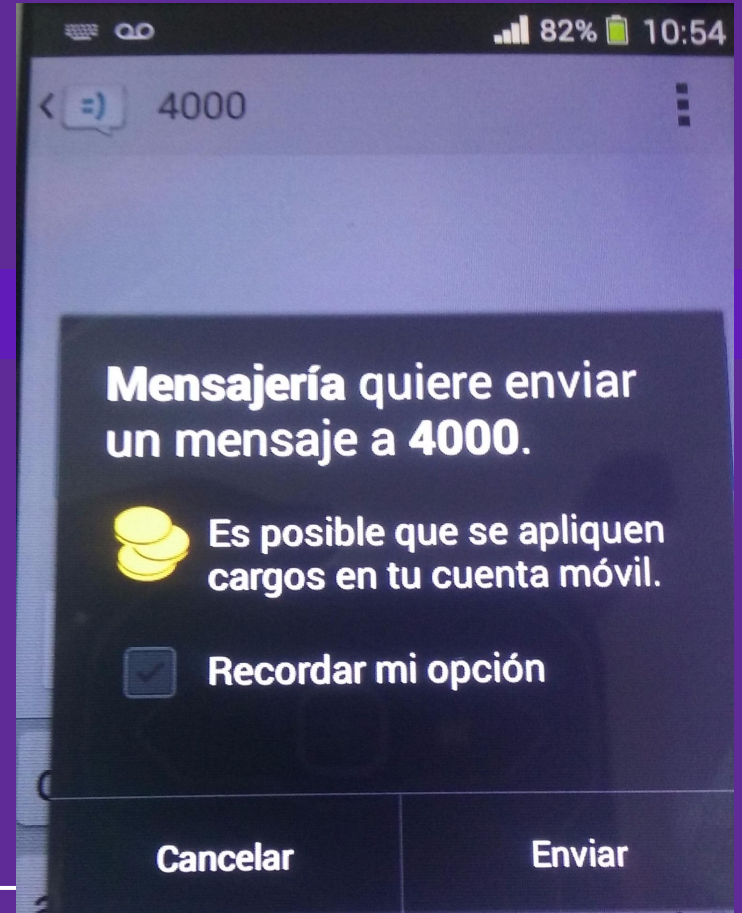 82% 10:54
=) 4000
Mensajería quiere enviar
un mensaje a 4000.
Es posible que se apliquen
cargos en tu cuenta móvil.
Recordar mi opción
Cancelar Enviar